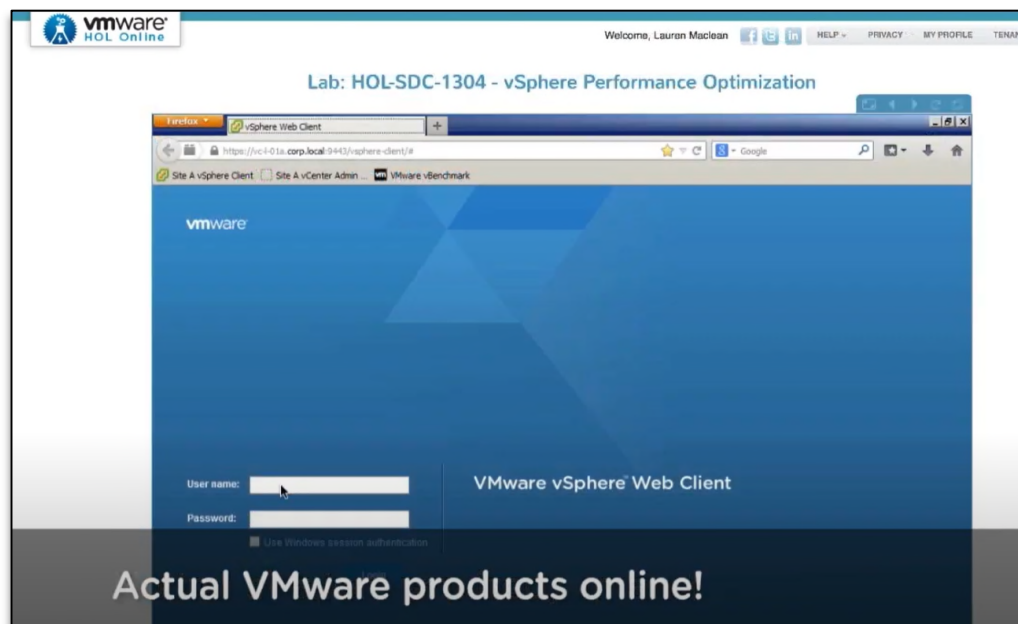 vmware
HOL Online
Welcome, Lauren Maclean
HELP
PRIVACY
MY PROFILE
TENAN
Lab: HOL-SDC-1304 - vSphere Performance Optimization
Firefox
vSphere Web Client
https://vc-l-01a.corp.local:9443/vsphere-client/#
Google
Site A vSphere Client
Site A vCenter Admin ...
VMware vBenchmark
vmware
User name:
VMware vSphere Web Client
Password:
Use Windows session authentication
Login
Actual VMware products online!